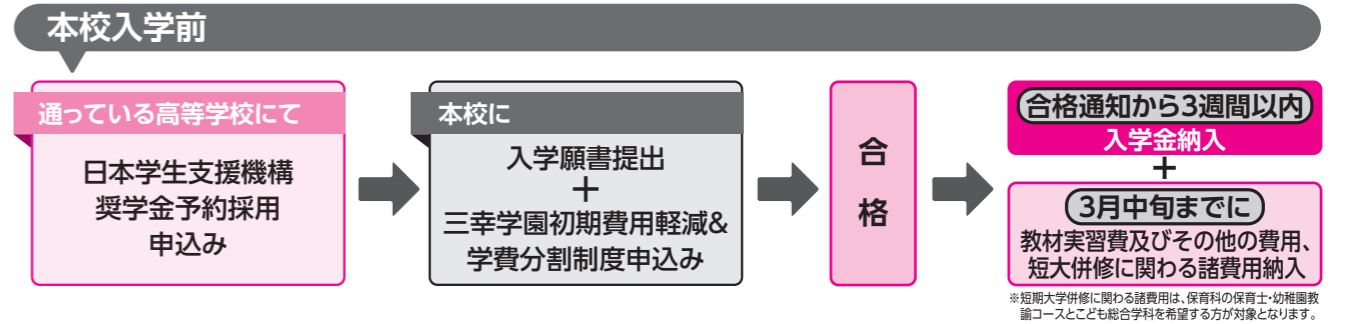 本校入学前
通っている高等学校にて
日本学生支援機構
奨学金予約採用
申込み
本校に
入学願書提出
+
三幸学園初期費用軽減&
学費分割制度申込み
合
格
合格通知から3週間以内
入学金納入
+
3月中旬までに
教材実習費及びその他の費用、
短大併修に関わる諸費用納入
※短期大学併修に関わる諸費用は、保育科の保育士・幼稚園教
諭コースとこども総合学科を希望する方が対象となります。